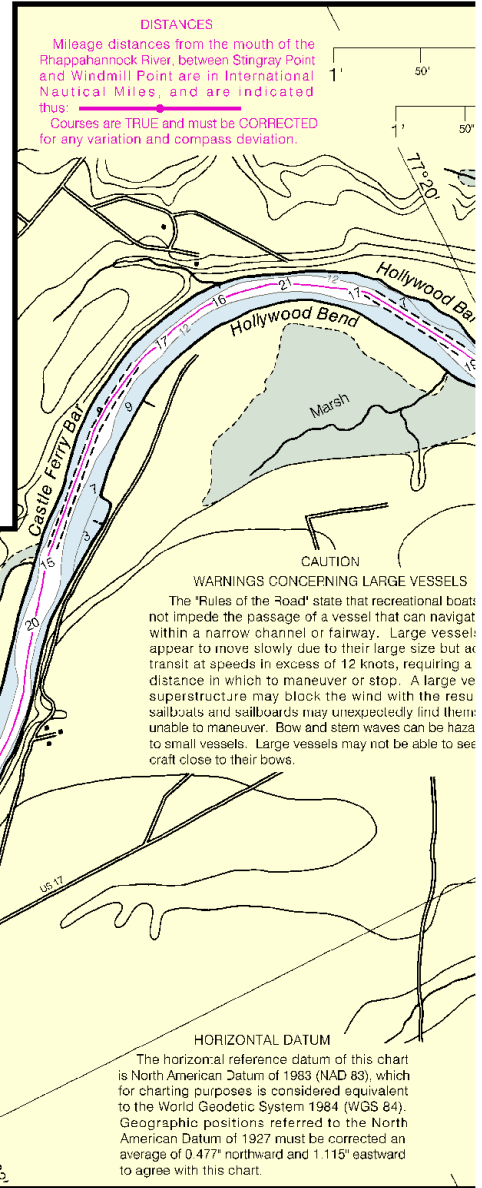 DISTANCES
Mileage distances from the mouth of the
Rhappahannock River, between Stingray Point
and Windmill Point are in International
Nautical Miles, and are indicated
thus:
Courses are TRUE and must be CORRECTED
for any variation and compass deviation.
1'
50'
1'
50"
77°20'
Hollywood Bar
21
12
17
7
16
Hollywood Bend
17
12
19
Marsh
9
Castle Ferry Bar
7
3
15
20
CAUTION
WARNINGS CONCERNING LARGE VESSELS
The "Rules of the Road" state that recreational boats
not impede the passage of a vessel that can navigat
within a narrow channel or fairway. Large vessels
appear to move slowly due to their large size but ac
transit at speeds in excess of 12 knots, requiring a
distance in which to maneuver or stop. A large ve
superstructure may block the wind with the resu
sailboats and sailboards may unexpectedly find thems
unable to maneuver. Bow and stern waves can be haza
to small vessels. Large vessels may not be able to see
craft close to their bows.
US 17
HORIZONTAL DATUM
The horizontal reference datum of this chart
is North American Datum of 1983 (NAD 83), which
for charting purposes is considered equivalent
to the World Geodetic System 1984 (WGS 84).
Geographic positions referred to the North
American Datum of 1927 must be corrected an
average of 0.477" northward and 1.115" eastward
to agree with this chart.